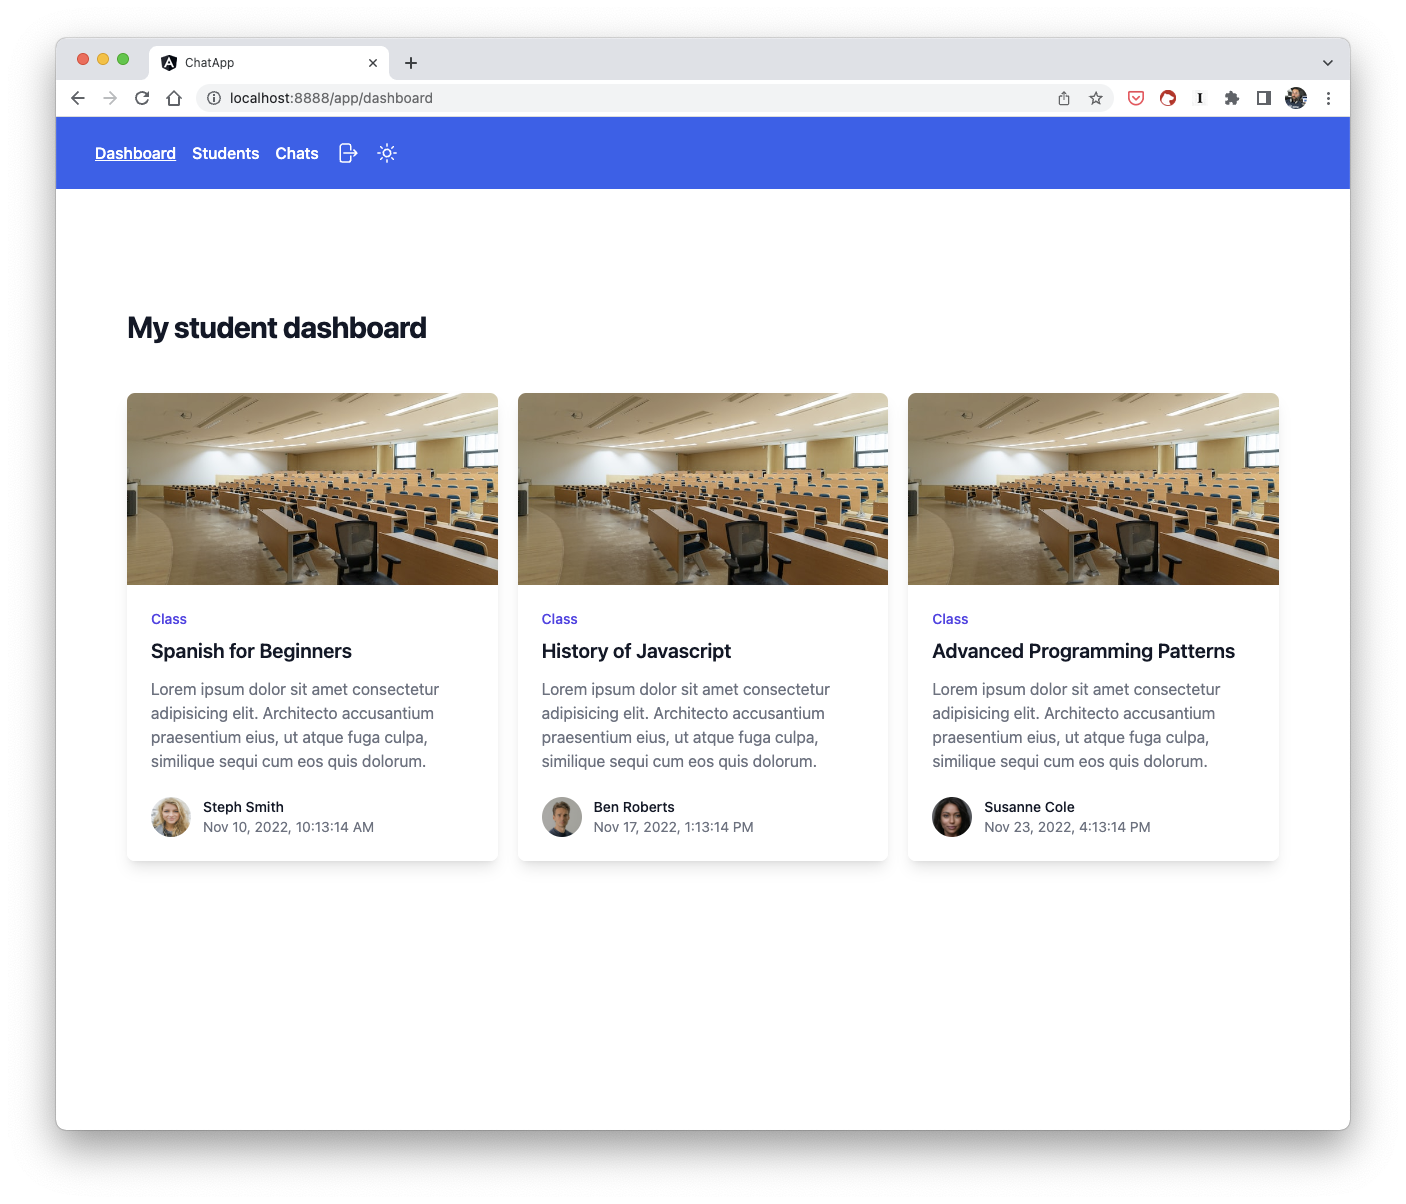 ChatApp
localhost:8888/app/dashboard
Dashboard Students Chats
My student dashboard
Class
Spanish for Beginners
Lorem ipsum dolor sit amet consectetur
adipisicing elit. Architecto accusantium
praesentium eius, ut atque fuga culpa,
similique sequi cum eos quis dolorum.
Steph Smith
Nov 10, 2022, 10:13:14 AM
Class
History of Javascript
Lorem ipsum dolor sit amet consectetur
adipisicing elit. Architecto accusantium
praesentium eius, ut atque fuga culpa,
similique sequi cum eos quis dolorum.
Ben Roberts
Nov 17, 2022, 1:13:14 PM
Class
Advanced Programming Patterns
Lorem ipsum dolor sit amet consectetur
adipisicing elit. Architecto accusantium
praesentium eius, ut atque fuga culpa,
similique sequi cum eos quis dolorum.
Susanne Cole
Nov 23, 2022, 4:13:14 PM